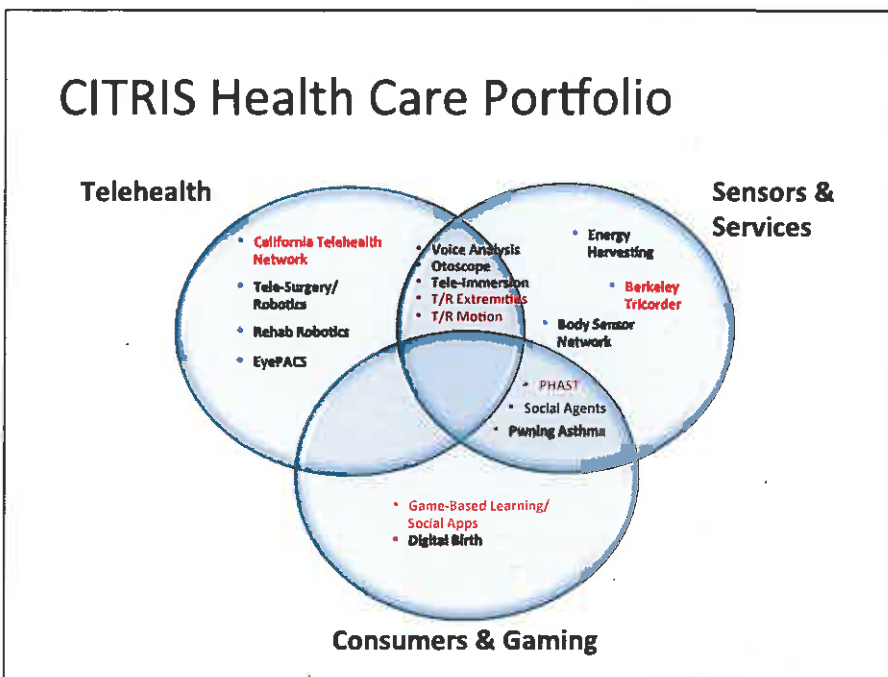 CITRIS Health Care Portfolio
Telehealth
Sensors &
Services
• California Telehealth
Network
• Tele-Surgery/
Robotics
• Rehab Robotics
• EyePACS
• Voice Analysis
• Otoscope
• Tele-Immersion
• T/R Extremities
• T/R Motion
• Energy
Harvesting
• Berkeley
Tricorder
• Body Sensor
Network
• PHAST
• Social Agents
• Pwning Asthma
• Game-Based Learning/
Social Apps
• Digital Birth
Consumers & Gaming